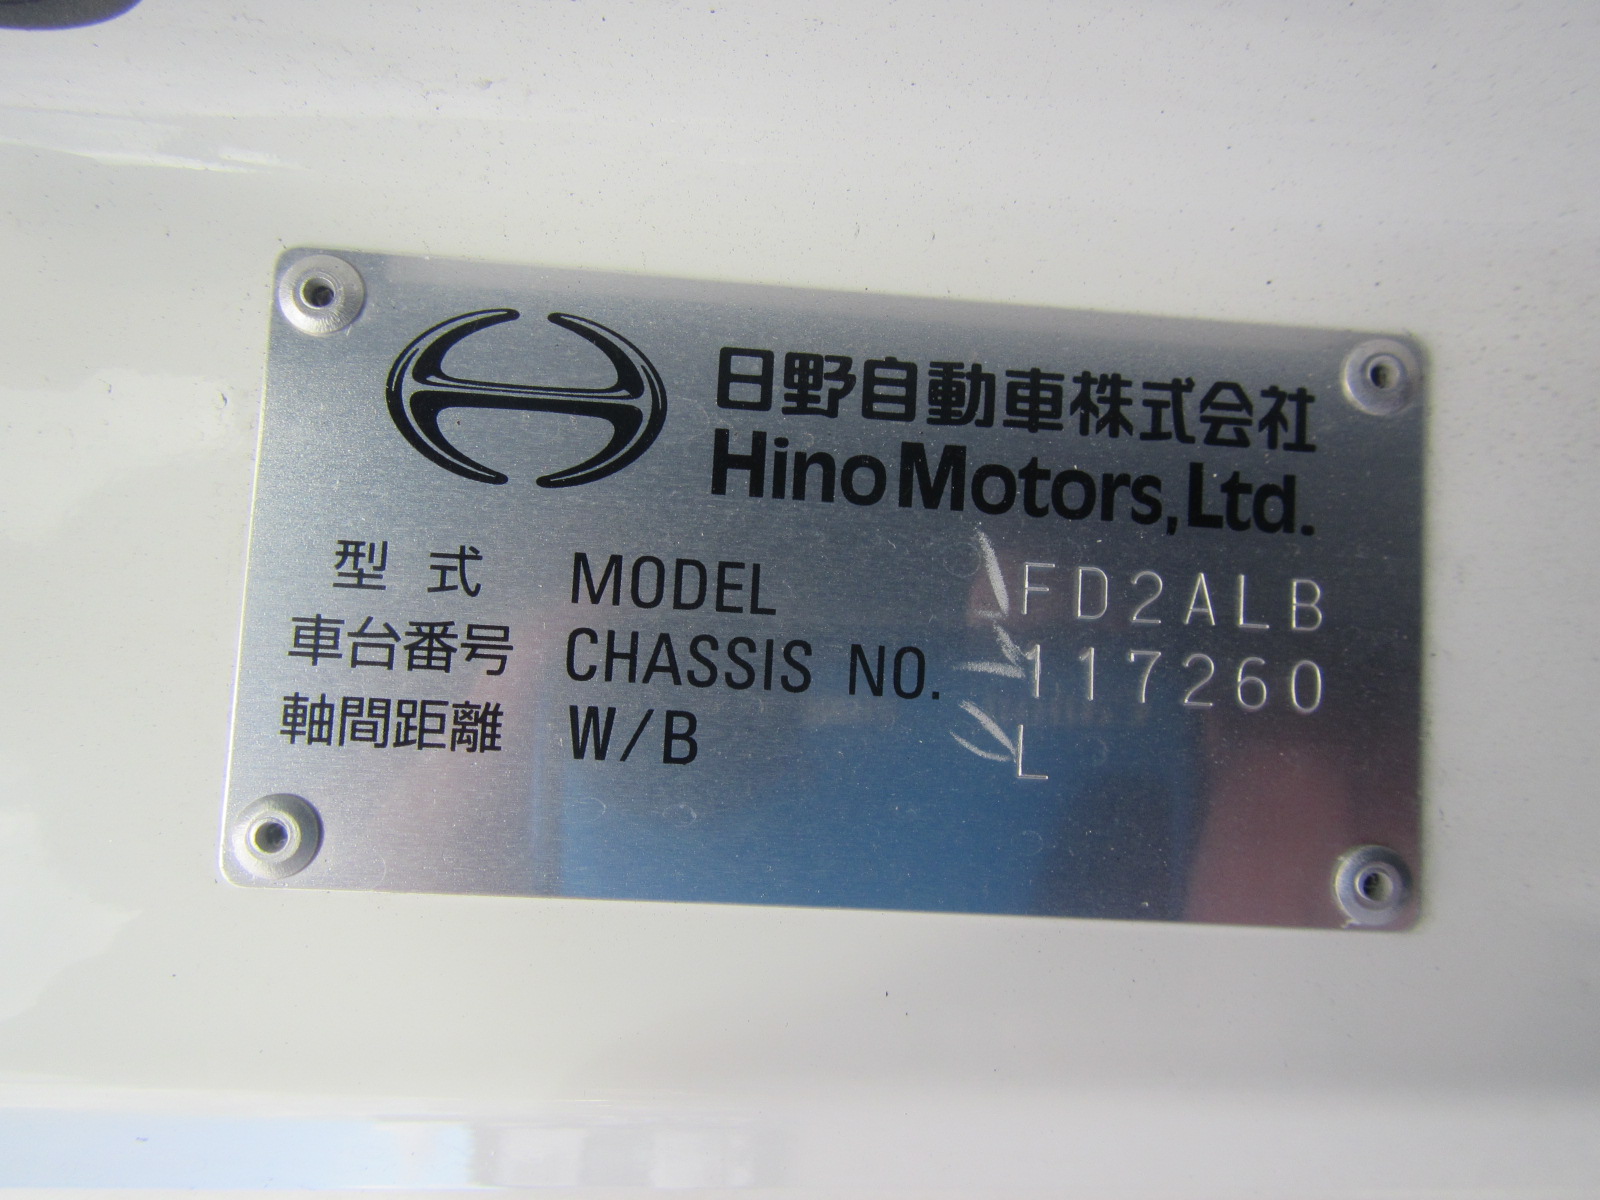 日野自動車株式会社
Hino Motors, Ltd.
型式 MODEL FD2ALB
車台番号 CHASSIS NO. 117260
軸間距離 W/B L